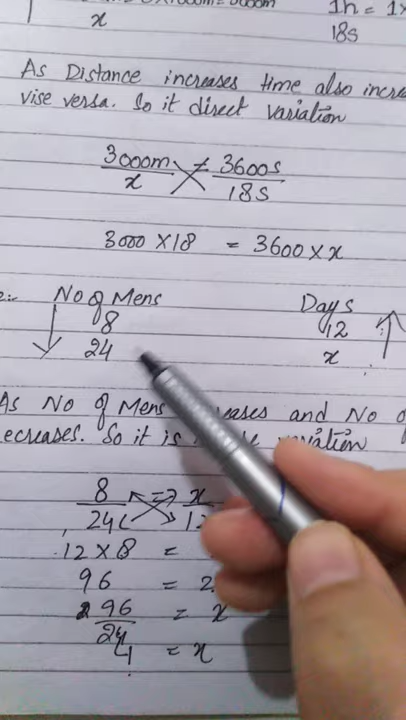 x
1h = 1x
18s
As Distance increases time also incre
vise versa. So it direct variation
3000m = 3600s
x 18s
3000 X 18 = 3600 X x
No of Mens Days
8 12
24 x
As No of Mens eases and No o
ecreases. So it is variation
8 x
24 12
12 X 8 =
96 = 2
96 = x
24
4 = x